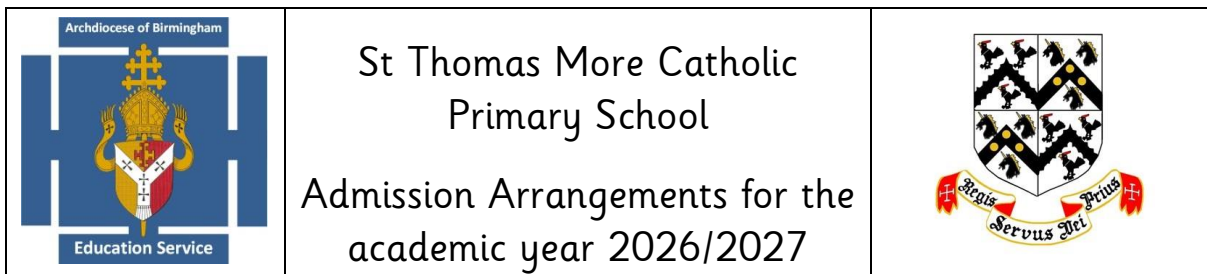 Archdiocese of Birmingham
Education Service
St Thomas More Catholic
Primary School
Admission Arrangements for the
academic year 2026/2027
Regis
Servus Dei
Prius